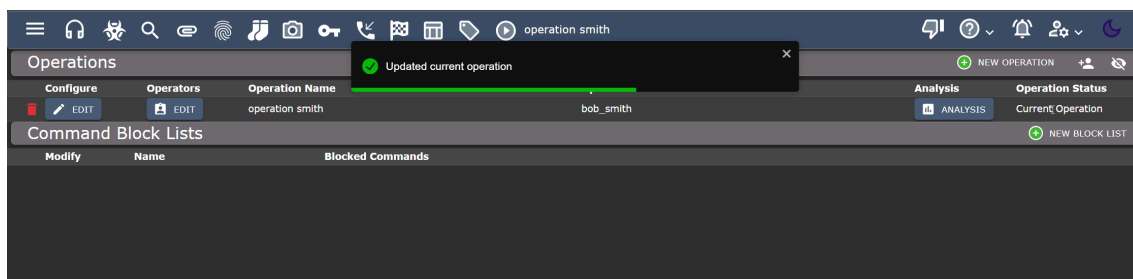 operation smith
Updated current operation
Operations
NEW OPERATION
Configure Operators Operation Name Analysis Operation Status
EDIT EDIT operation smith bob_smith ANALYSIS Current Operation
Command Block Lists
NEW BLOCK LIST
Modify Name Blocked Commands